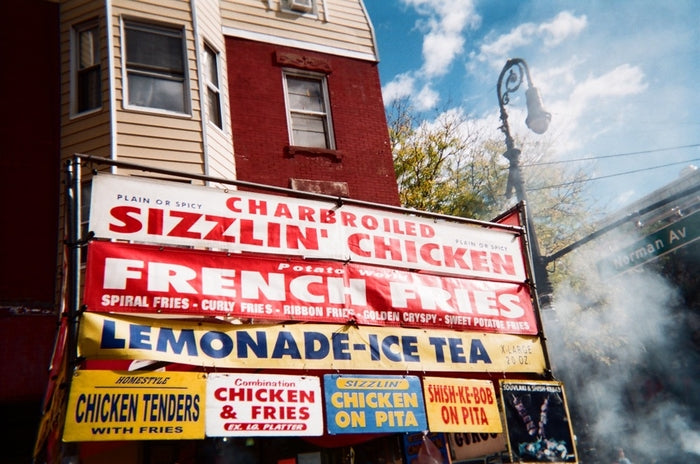 PLAIN OR SPICY
CHARBROILED
SIZZLIN' CHICKEN
PLAIN OR SPICY
Potato
FRENCH FRIES
SPIRAL FRIES - CURLY FRIES - RIBBON FRIES - GOLDEN CRYSPY - SWEET POTATOE FRIES
LEMONADE-ICE TEA
X-LARGE
20 OZ.
HOMESTYLE
CHICKEN TENDERS
WITH FRIES
Combination
CHICKEN
& FRIES
EX. LG. PLATTER
SIZZLIN'
CHICKEN
ON PITA
SHISH-KE-BOB
ON PITA
Norman Av